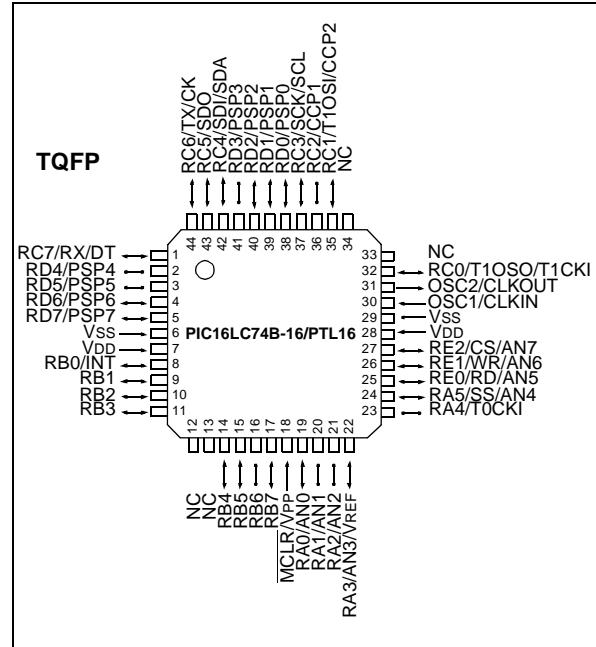 TQFP
RC6/TX/CK
RC5/SDO
RC4/SDI/SDA
RD3/PSP3
RD2/PSP2
RD1/PSP1
RD0/PSP0
RC3/SCK/SCL
RC2/CCP1
RC1/T1OSI/CCP2
NC
44
43
42
41
40
39
38
37
36
35
34
RC7/RX/DT 1
RD4/PSP4 2
RD5/PSP5 3
RD6/PSP6 4
RD7/PSP7 5
VSS 6
VDD 7
RB0/INT 8
RB1 9
RB2 10
RB3 11
PIC16LC74B-16/PTL16
33 NC
32 RC0/T1OSO/T1CKI
31 OSC2/CLKOUT
30 OSC1/CLKIN
29 VSS
28 VDD
27 RE2/CS/AN7
26 RE1/WR/AN6
25 RE0/RD/AN5
24 RA5/SS/AN4
23 RA4/T0CKI
12
13
14
15
16
17
18
19
20
21
22
NC
NC
RB4
RB5
RB6
RB7
MCLR/VPP
RA0/AN0
RA1/AN1
RA2/AN2
RA3/AN3/VREF